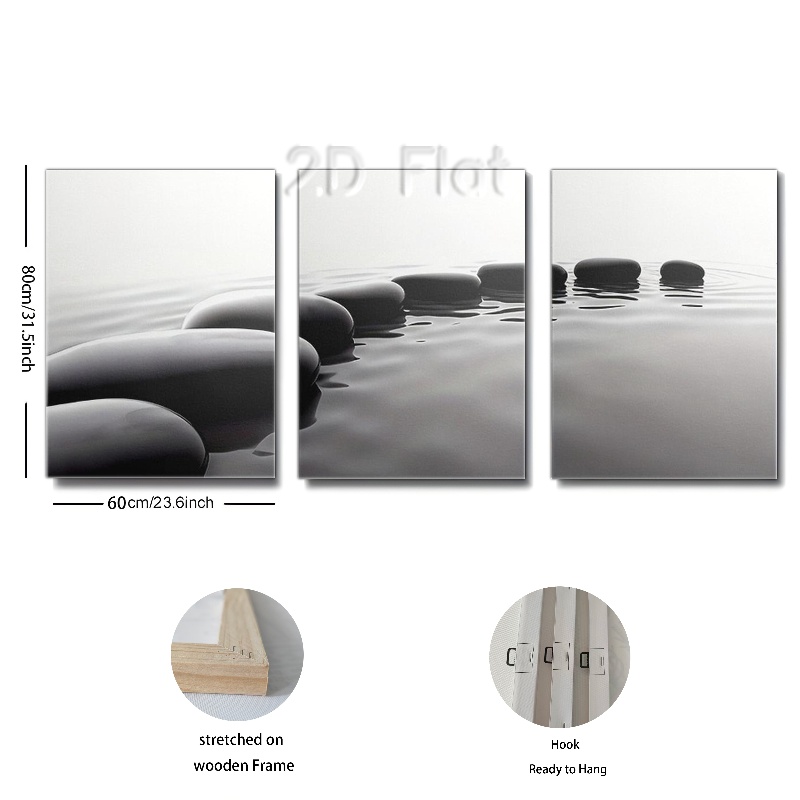 2D Flat
80cm/31.5inch
60cm/23.6inch
stretched on
wooden Frame
Hook
Ready to Hang